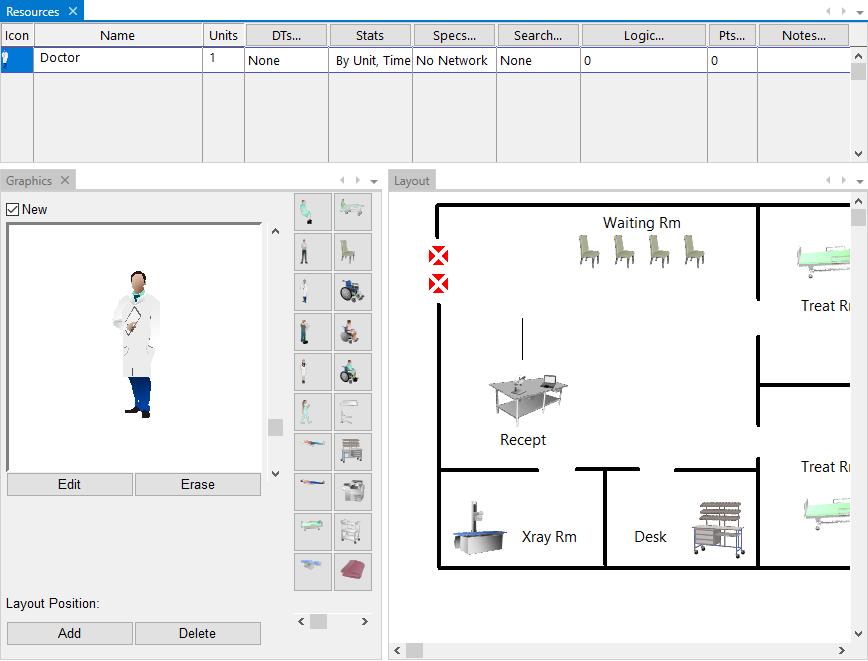 Resources
Icon Name Units DTs... Stats Specs... Search... Logic... Pts... Notes...
Doctor 1 None By Unit, Time No Network None 0 0
Graphics
New
Edit Erase
Layout Position:
Add Delete
Layout
Waiting Rm
Treat R
Recept
Treat R
Xray Rm
Desk